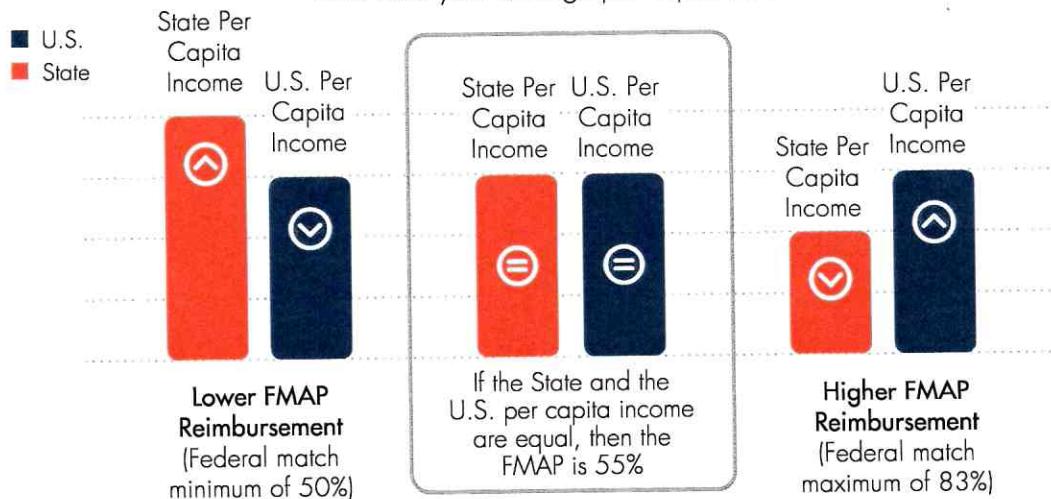 U.S.
State
State Per
Capita
Income
U.S. Per
Capita
Income
State Per
Capita
Income
U.S. Per
Capita
Income
State Per
Capita
Income
U.S. Per
Capita
Income
Lower FMAP
Reimbursement
(Federal match
minimum of 50%)
If the State and the
U.S. per capita income
are equal, then the
FMAP is 55%
Higher FMAP
Reimbursement
(Federal match
maximum of 83%)